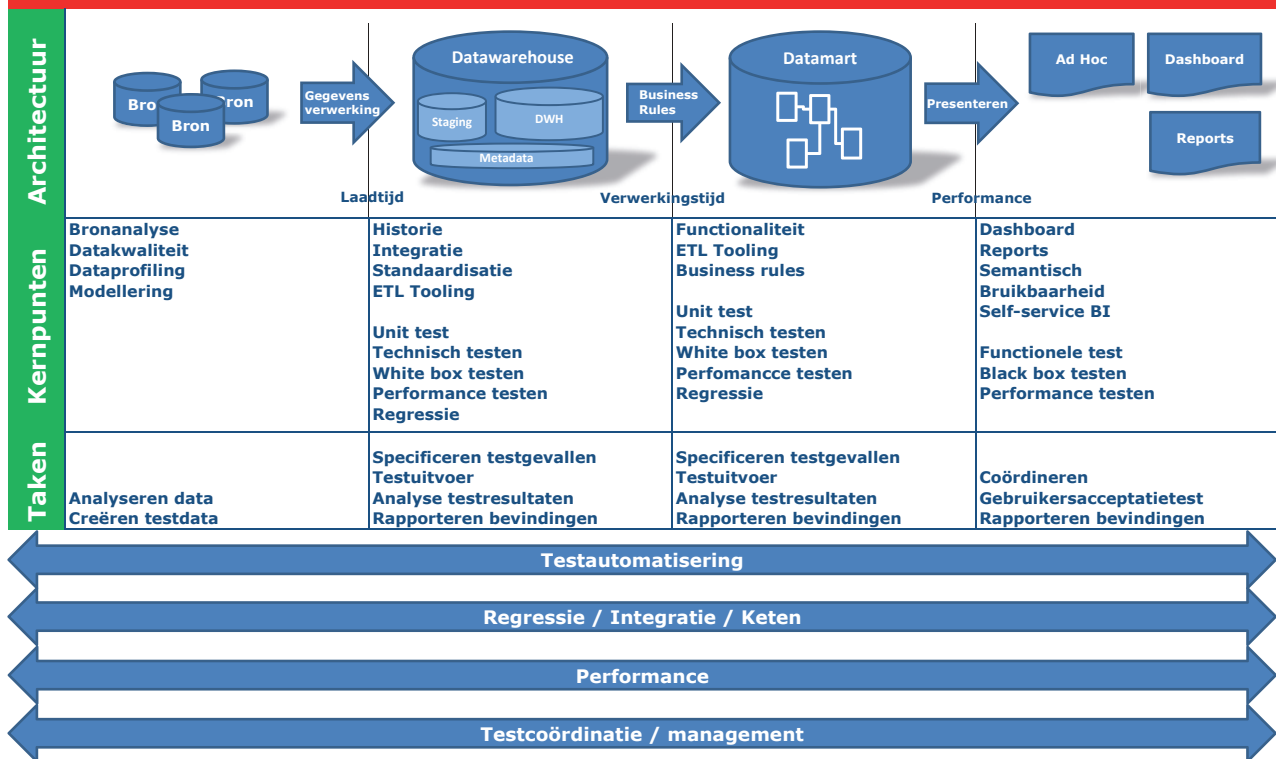 Architectuur
Bron
Bron
Bron
Gegevens
verwerking
Datawarehouse
Staging
DWH
Metadata
Business
Rules
Datamart
Presenteren
Ad Hoc
Dashboard
Reports
Laadtijd
Verwerkingstijd
Performance
Kernpunten
Bronanalyse
Datakwaliteit
Dataprofiling
Modellering
Historie
Integratie
Standaardisatie
ETL Tooling
Unit test
Technisch testen
White box testen
Performance testen
Regressie
Functionaliteit
ETL Tooling
Business rules
Unit test
Technisch testen
White box testen
Perfomancce testen
Regressie
Dashboard
Reports
Semantisch
Bruikbaarheid
Self-service BI
Functionele test
Black box testen
Performance testen
Taken
Analyseren data
Creëren testdata
Specificeren testgevallen
Testuitvoer
Analyse testresultaten
Rapporteren bevindingen
Specificeren testgevallen
Testuitvoer
Analyse testresultaten
Rapporteren bevindingen
Coördineren
Gebruikersacceptatietest
Rapporteren bevindingen
Testautomatisering
Regressie / Integratie / Keten
Performance
Testcoördinatie / management